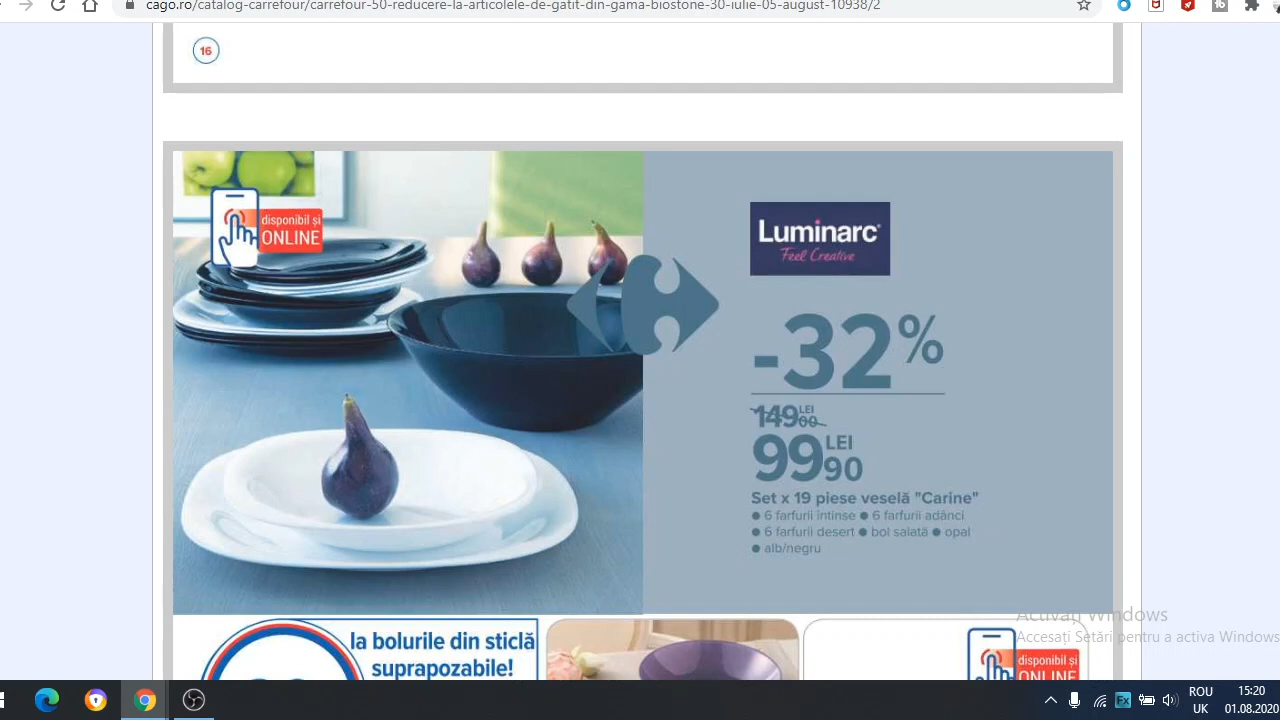 cago.ro/catalog-carrefour/carrefour-50-reducere-la-articolele-de-gatit-din-gama-biostone-30-iulie-05-august-10938/2
16
disponibil și
ONLINE
Luminarc
Feel Creative
-32%
149 LEI 00
99 LEI 90
Set x 19 piese veselă "Carine"
● 6 farfurii întinse ● 6 farfurii adânci
● 6 farfurii desert ● bol salată ● opal
● alb/negru
Activați Windows
Accesați Setări pentru a activa Windows
la bolurile din sticlă
suprapozabile!
disponibil și
ONLINE
Fx
ROU
UK
15:20
01.08.2020